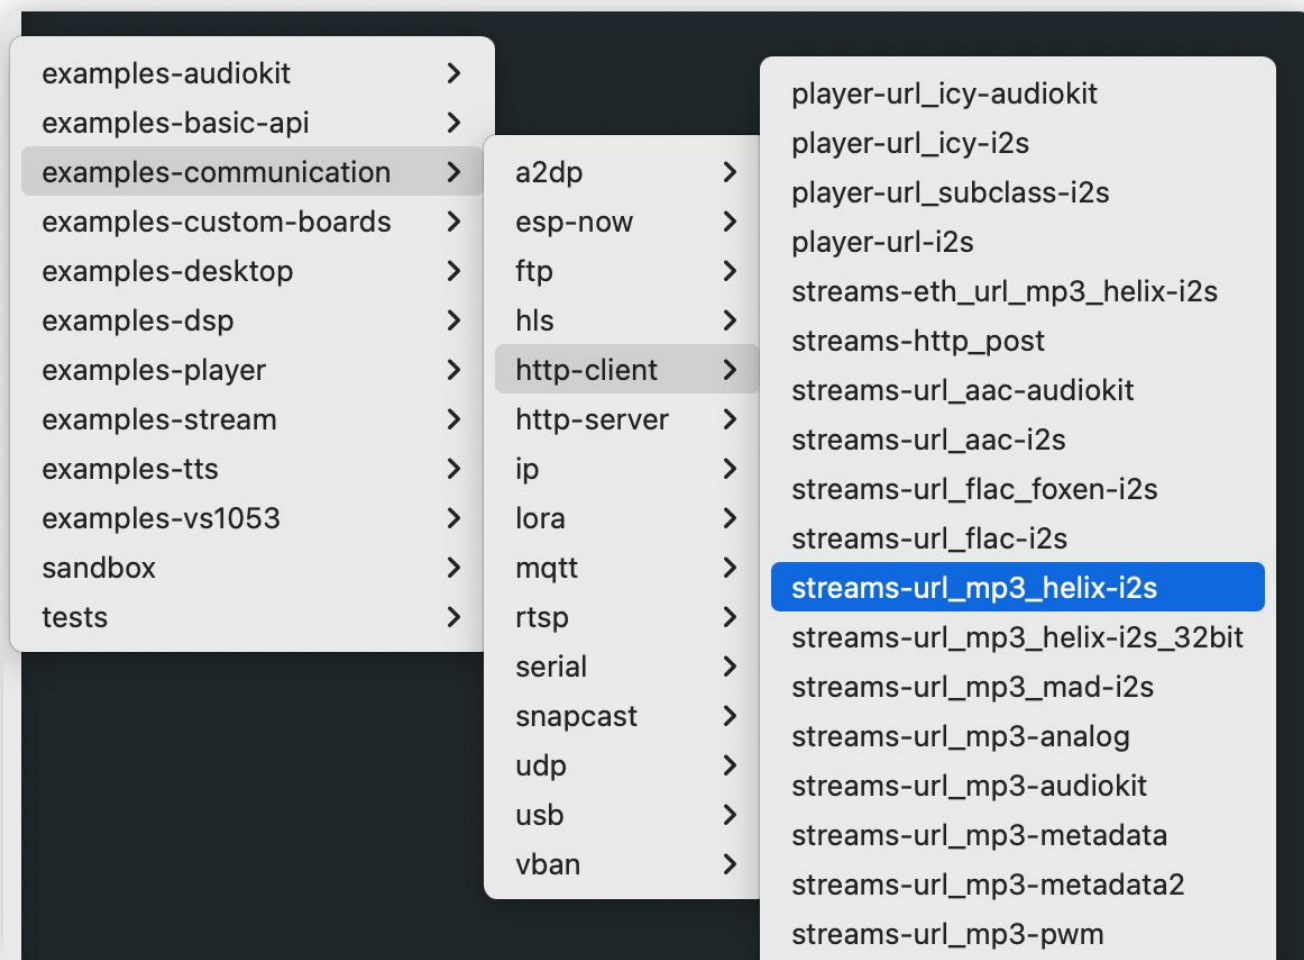 examples-audiokit
examples-basic-api
examples-communication
examples-custom-boards
examples-desktop
examples-dsp
examples-player
examples-stream
examples-tts
examples-vs1053
sandbox
tests
a2dp
esp-now
ftp
hls
http-client
http-server
ip
lora
mqtt
rtsp
serial
snapcast
udp
usb
vban
player-url_icy-audiokit
player-url_icy-i2s
player-url_subclass-i2s
player-url-i2s
streams-eth_url_mp3_helix-i2s
streams-http_post
streams-url_aac-audiokit
streams-url_aac-i2s
streams-url_flac_foxen-i2s
streams-url_flac-i2s
streams-url_mp3_helix-i2s
streams-url_mp3_helix-i2s_32bit
streams-url_mp3_mad-i2s
streams-url_mp3-analog
streams-url_mp3-audiokit
streams-url_mp3-metadata
streams-url_mp3-metadata2
streams-url_mp3-pwm